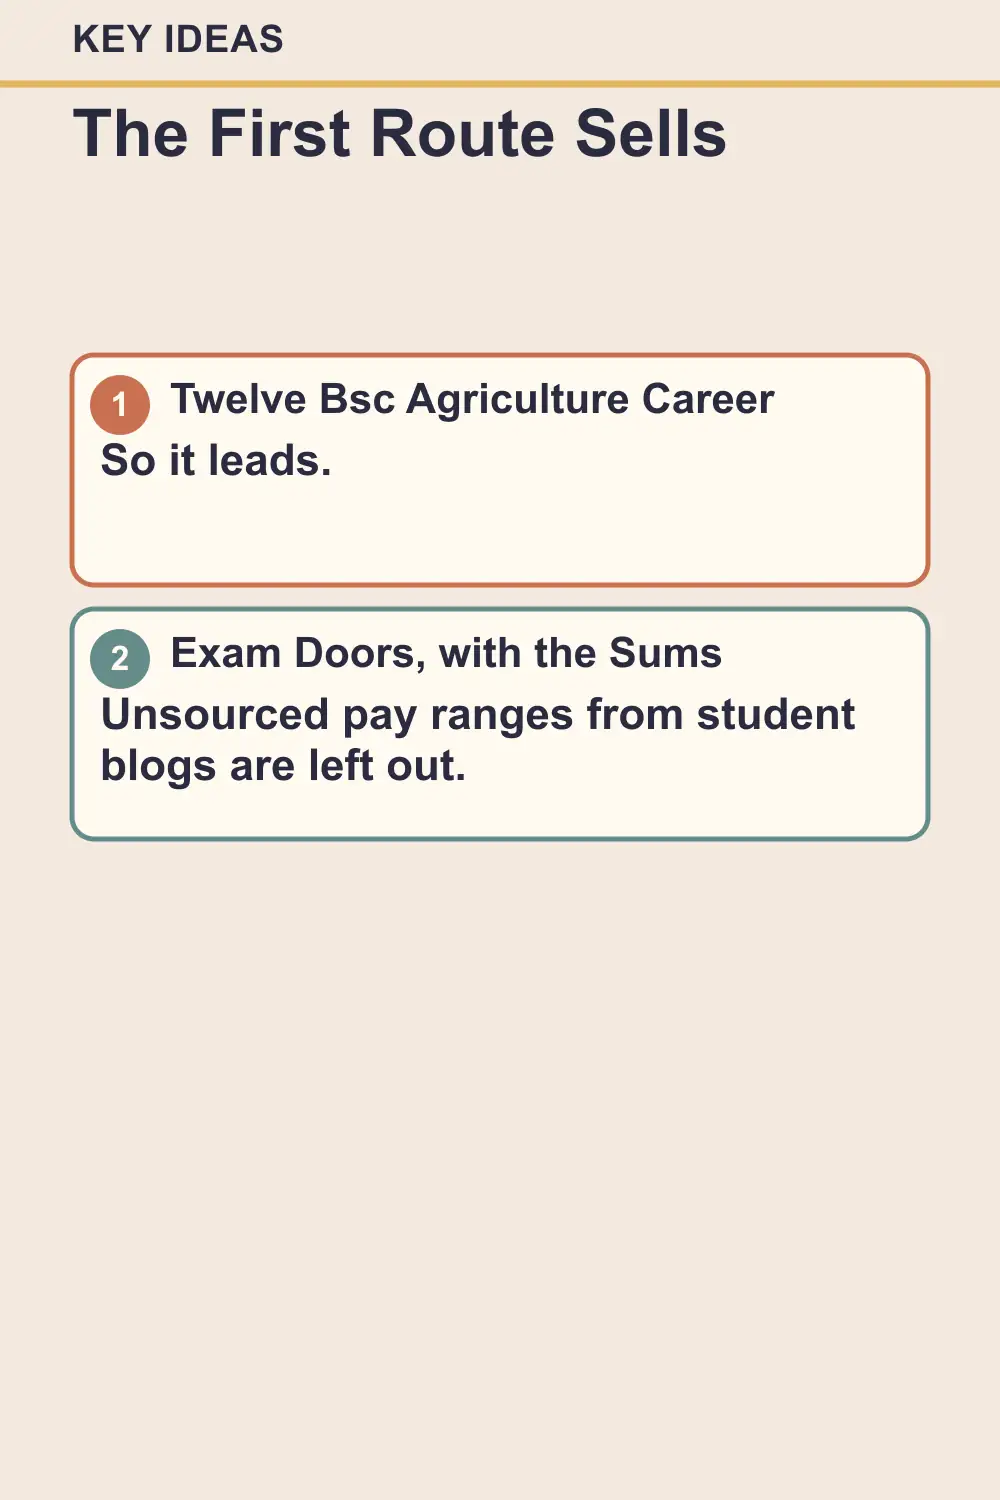 KEY IDEAS
The First Route Sells
1 Twelve Bsc Agriculture Career
So it leads.
2 Exam Doors, with the Sums
Unsourced pay ranges from student
blogs are left out.